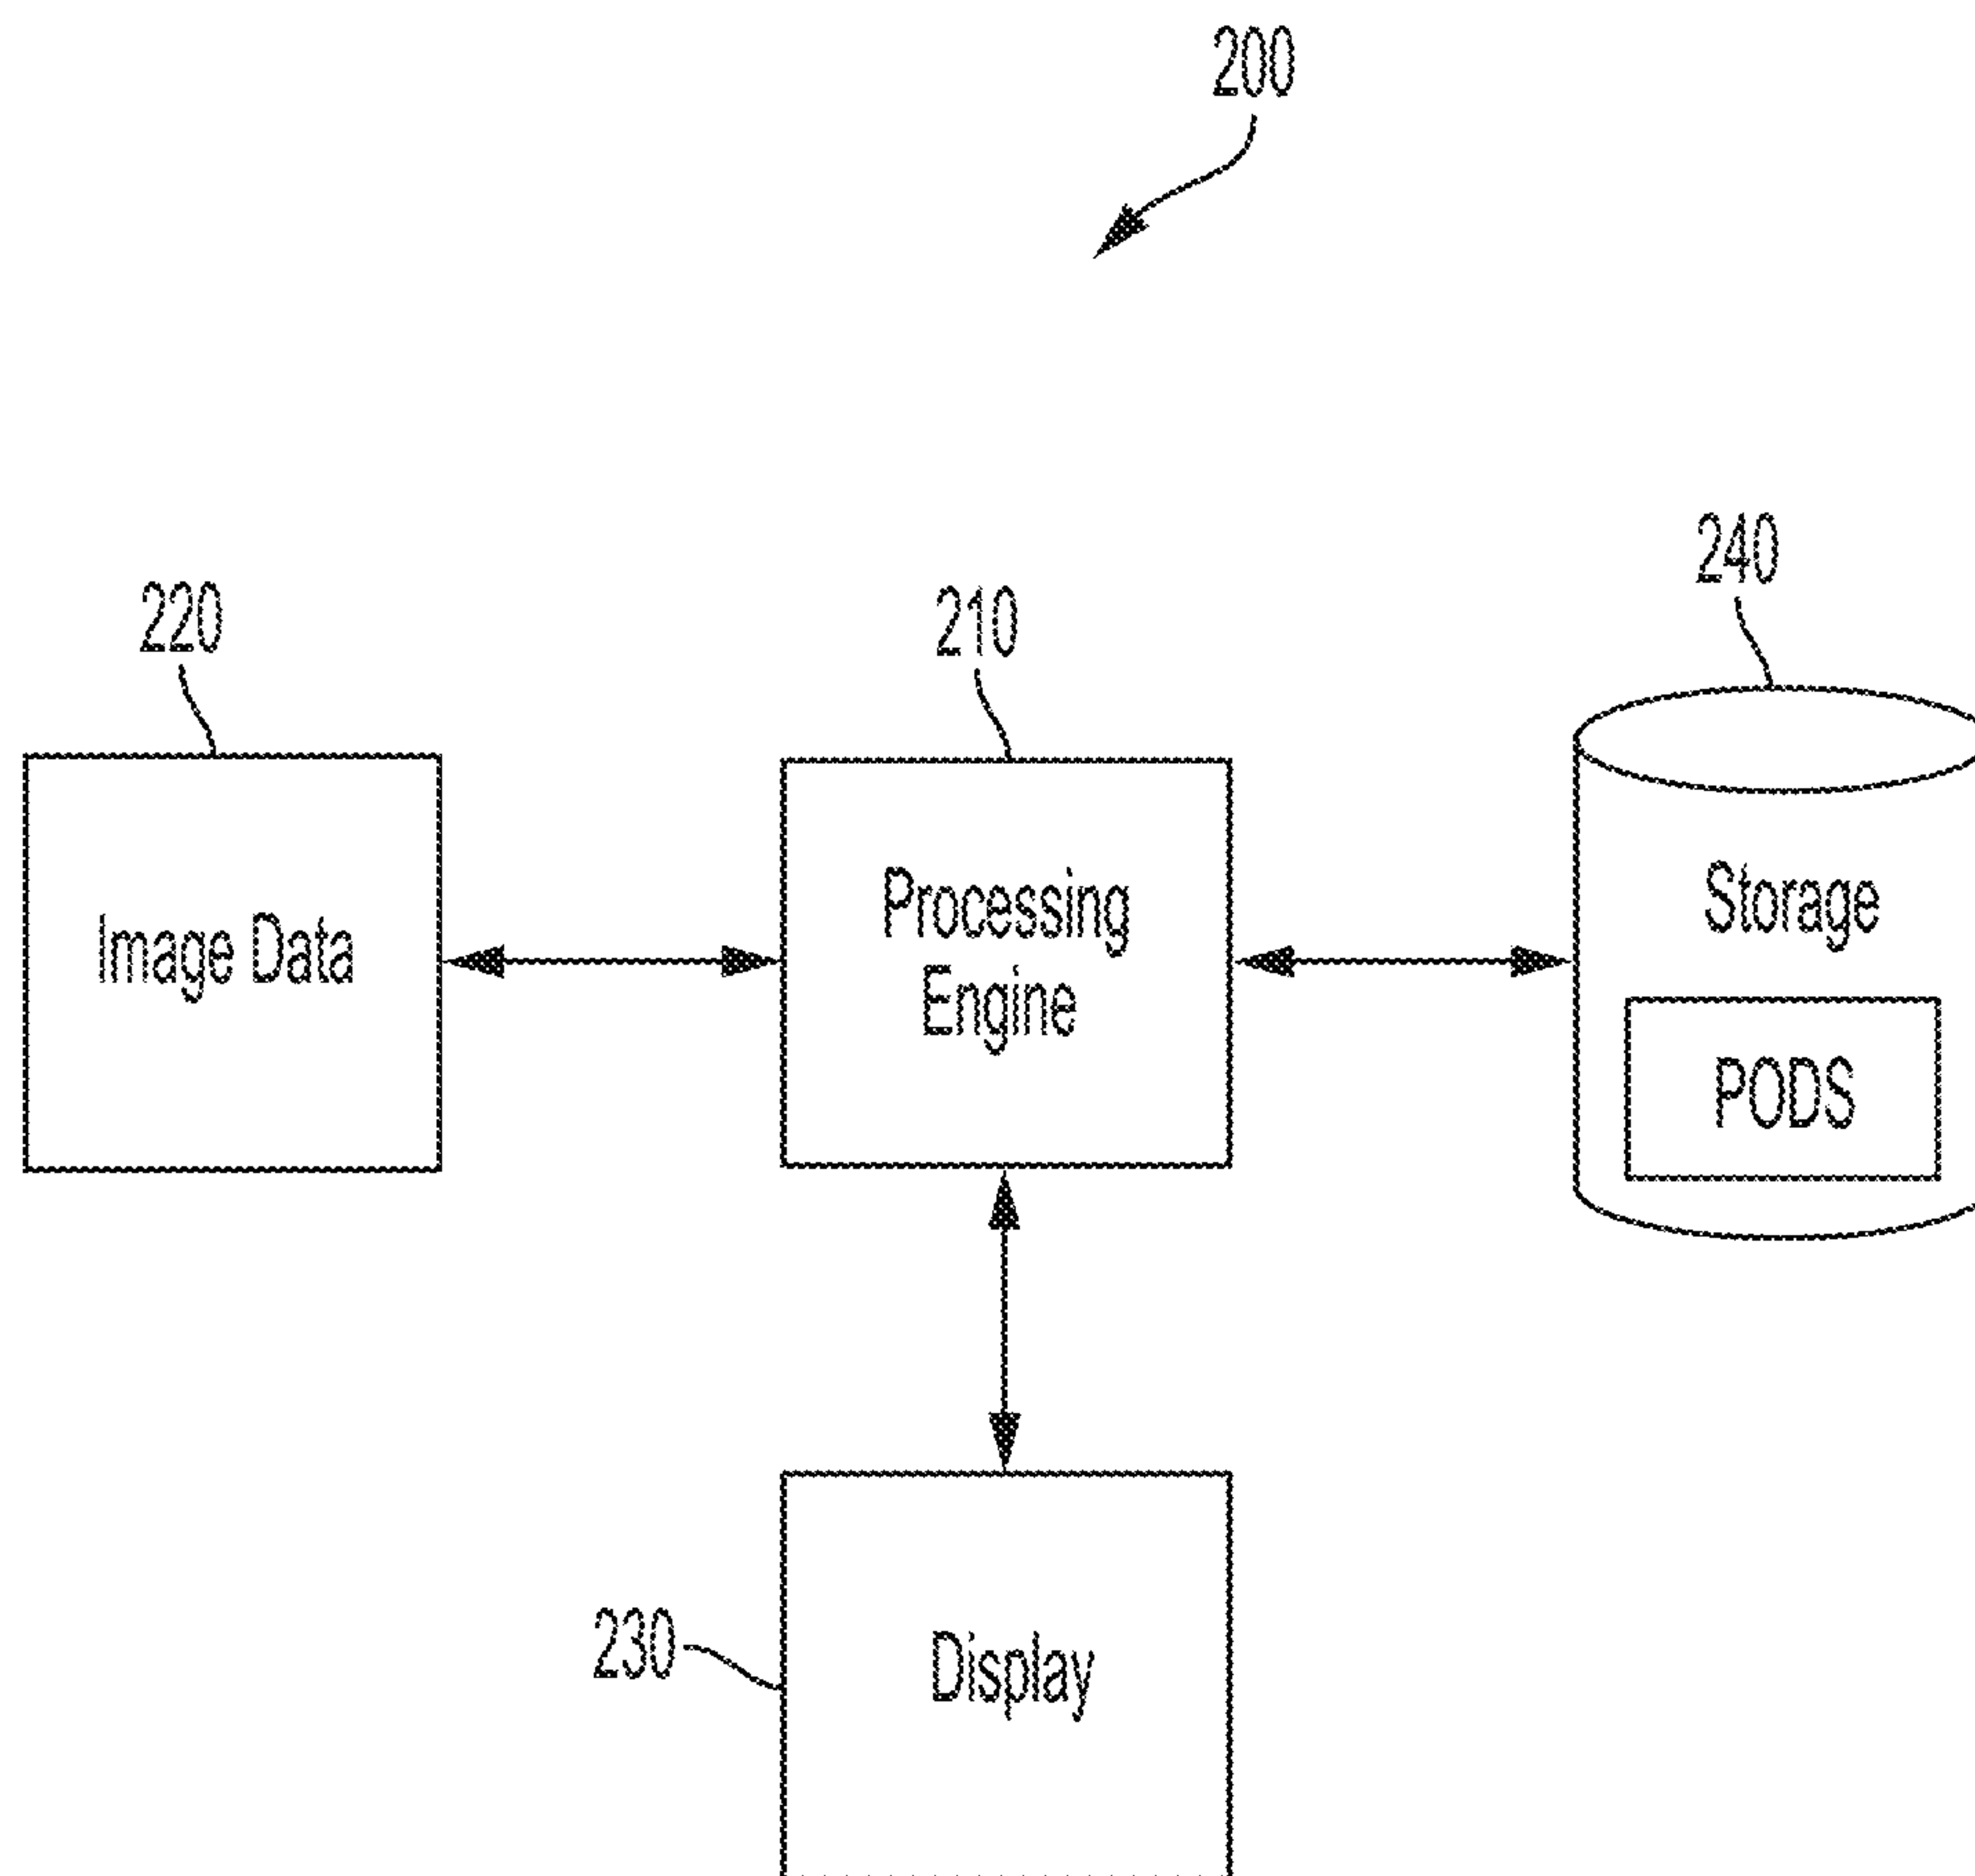 200
240
220
210
Image Data
Processing
Engine
Storage
PODS
230
Display